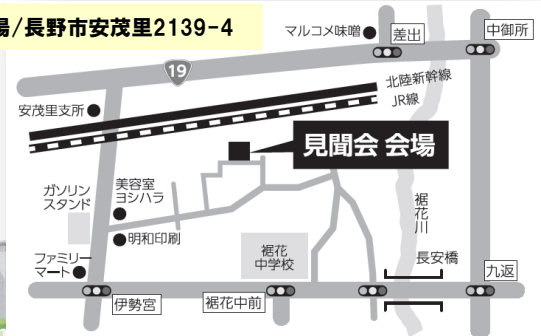 場/長野市安茂里2139-4
マルコメ味噌
差出
中御所
19
北陸新幹線
JR線
安茂里支所
見聞会 会場
ガソリン
スタンド
美容室
ヨシハラ
明和印刷
裾花川
裾花
中学校
長安橋
ファミリー
マート
伊勢宮
裾花中前
九返